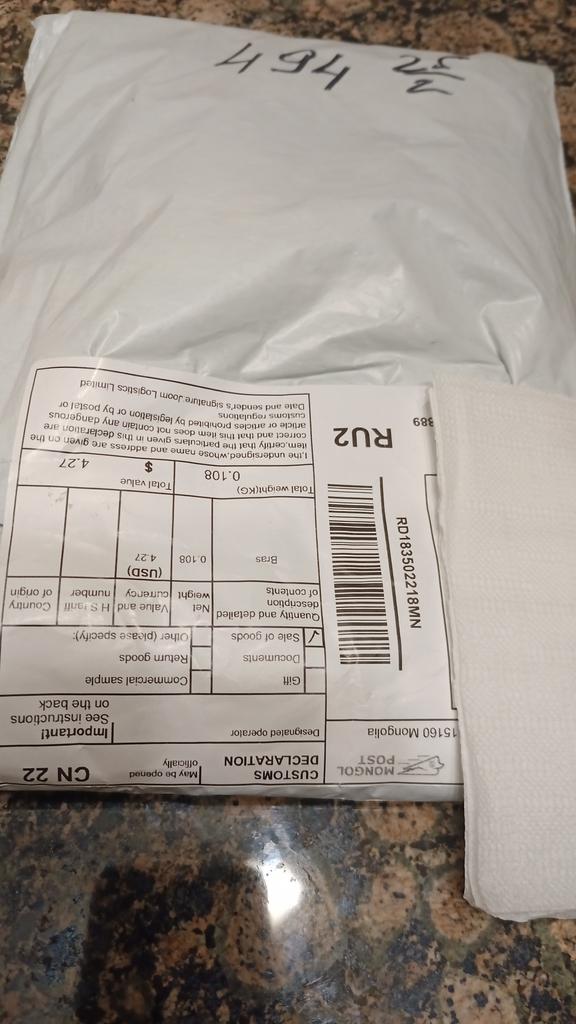 MONGOL
POST
15160 Mongolia
RD183502218MN
RU2
389
CUSTOMS
DECLARATION
May be opened
officially
CN 22
Designated operator
Important!
See instructions
on the back
Gift
Commercial sample
Documents
Return goods
✓ Sale of goods
Other (please specify):
Quantity and detailed
description
of contents
Net
weight
Value and
currency
(USD)
H S tariff
number
Country
of origin
Bras
0.108
4.27
Total weight(KG)
0.108
Total value
$ 4.27
I,the undersigned,whose name and address are given on the
item,certify that the particulars given in this declaration are
correct and that this item does not contain any dangerous
article or articles prohibited by legislation or by postal or
customs regulations
Date and sender's signature Joom Logistics Limited